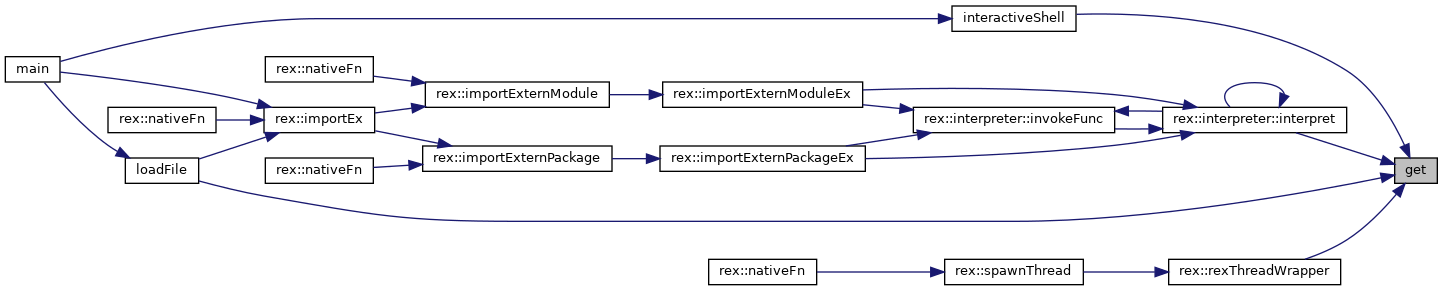 interactiveShell
main
rex::nativeFn
rex::importExternModule
rex::importExternModuleEx
rex::nativeFn
rex::importEx
rex::interpreter::invokeFunc
rex::interpreter::interpret
loadFile
rex::nativeFn
rex::importExternPackage
rex::importExternPackageEx
get
rex::nativeFn
rex::spawnThread
rex::rexThreadWrapper